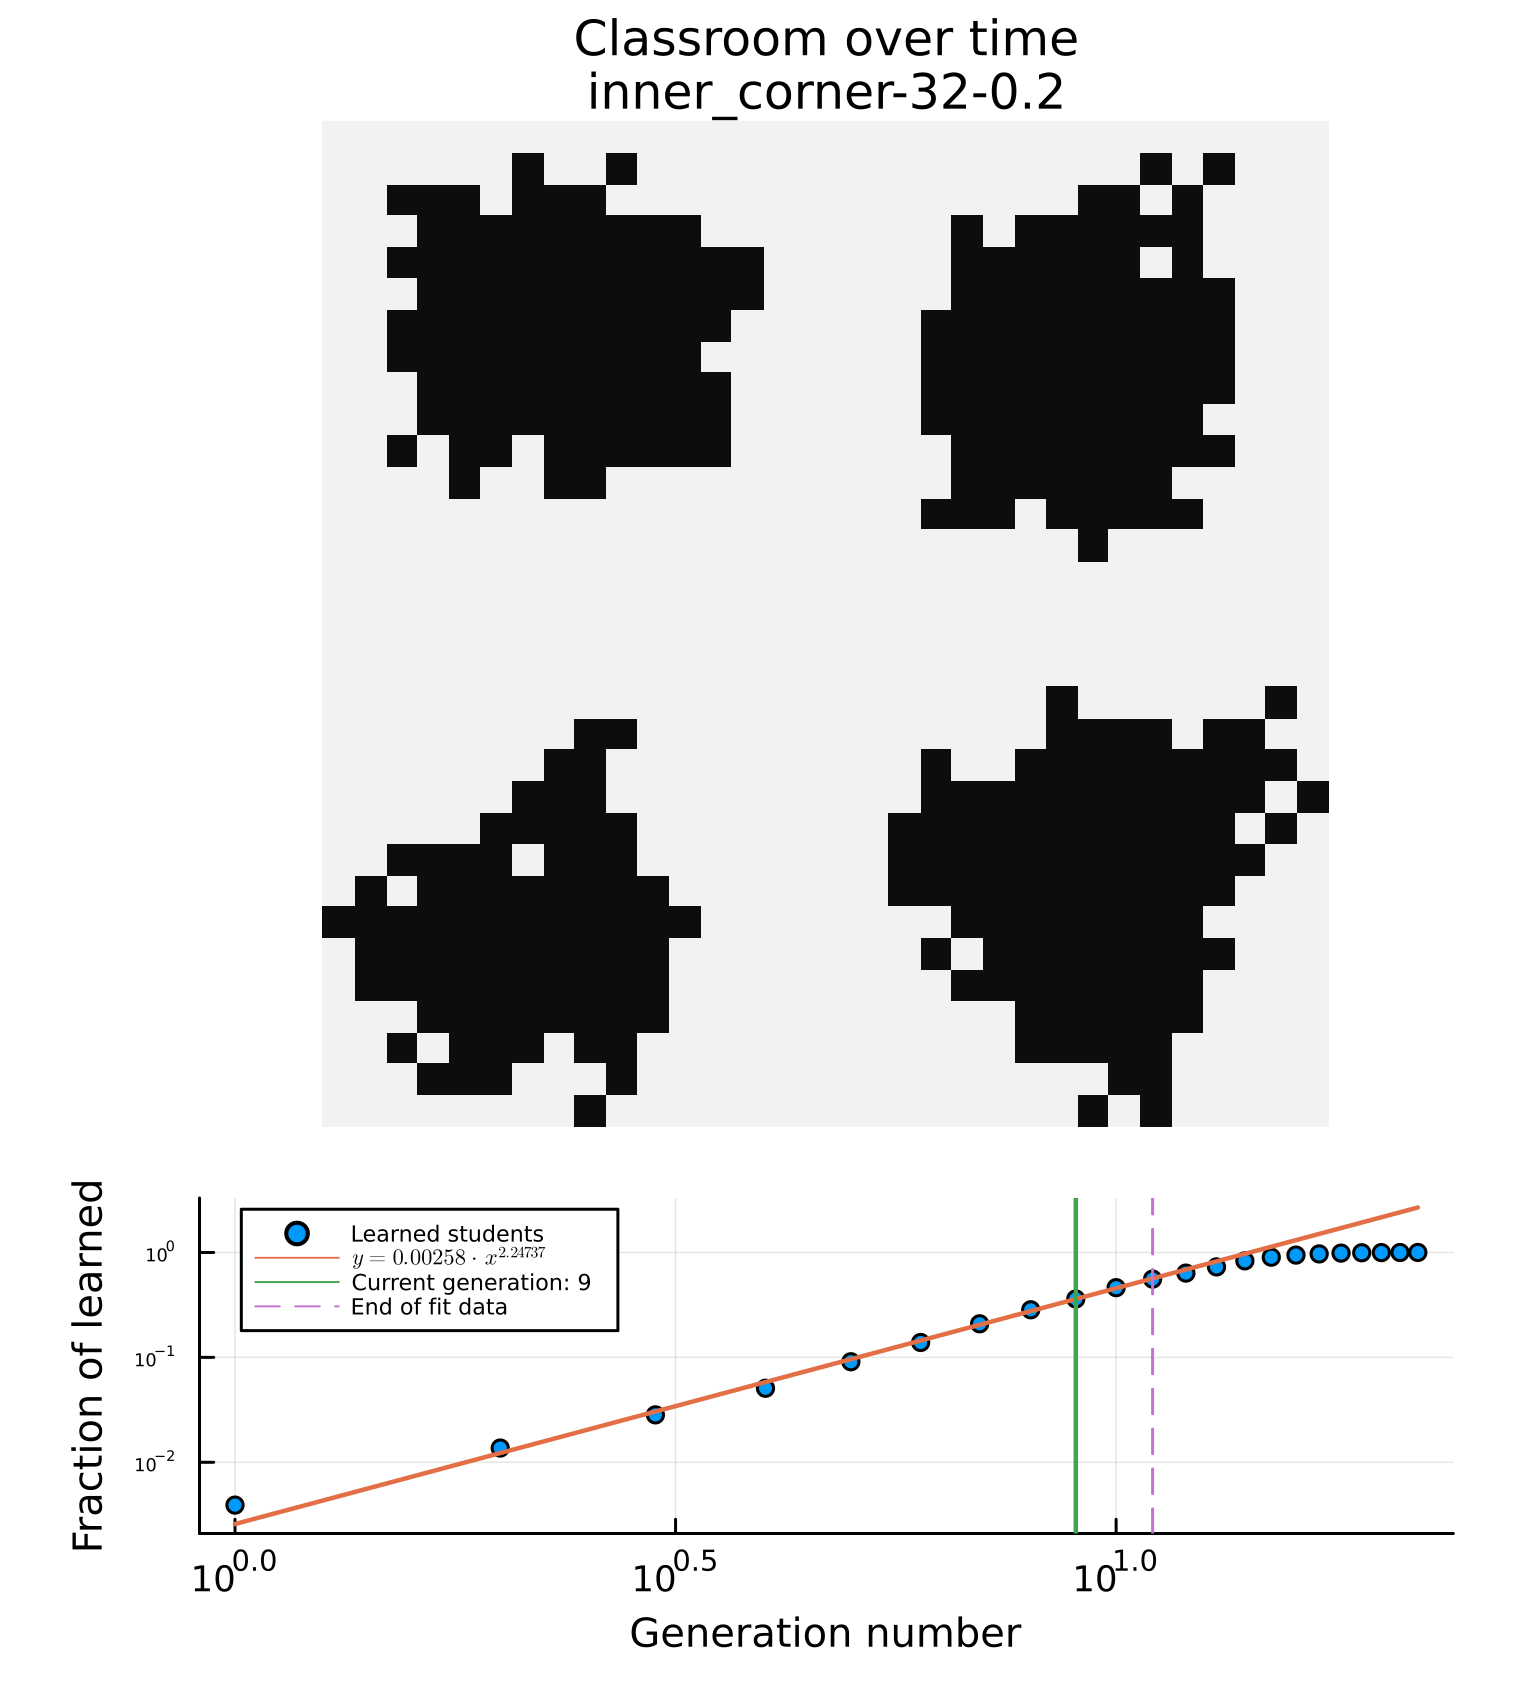 Classroom over time
inner_corner-32-0.2
Fraction of learned
10⁰
10⁻¹
10⁻²
Learned students
y = 0.00258 · x^2.24737
Current generation: 9
End of fit data
10^0.0
10^0.5
10^1.0
Generation number